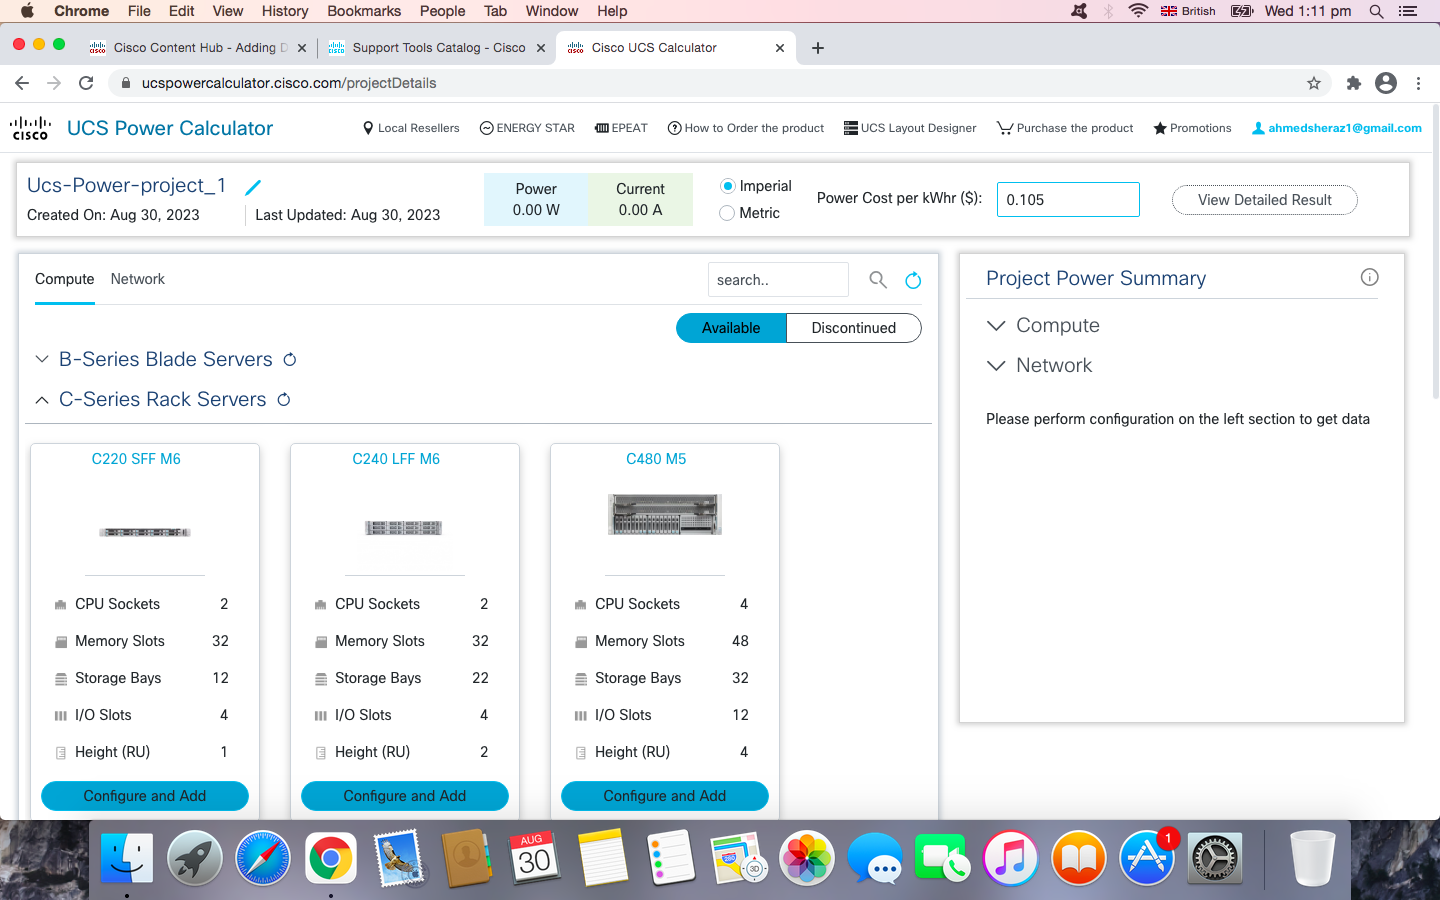 Chrome File Edit View History Bookmarks People Tab Window Help British Wed 1:11 pm
Cisco Content Hub - Adding D Support Tools Catalog - Cisco Cisco UCS Calculator
ucspowercalculator.cisco.com/projectDetails
CISCO UCS Power Calculator Local Resellers ENERGY STAR EPEAT How to Order the product UCS Layout Designer Purchase the product Promotions ahmedsheraz1@gmail.com
Ucs-Power-project_1
Created On: Aug 30, 2023 Last Updated: Aug 30, 2023
Power
0.00 W
Current
0.00 A
Imperial
Metric
Power Cost per kWhr ($): 0.105 View Detailed Result
Compute Network search..
Available Discontinued
B-Series Blade Servers
C-Series Rack Servers
C220 SFF M6
CPU Sockets 2
Memory Slots 32
Storage Bays 12
I/O Slots 4
Height (RU) 1
Configure and Add
C240 LFF M6
CPU Sockets 2
Memory Slots 32
Storage Bays 22
I/O Slots 4
Height (RU) 2
Configure and Add
C480 M5
CPU Sockets 4
Memory Slots 48
Storage Bays 32
I/O Slots 12
Height (RU) 4
Configure and Add
Project Power Summary
Compute
Network
Please perform configuration on the left section to get data
AUG
30
280
3D
1